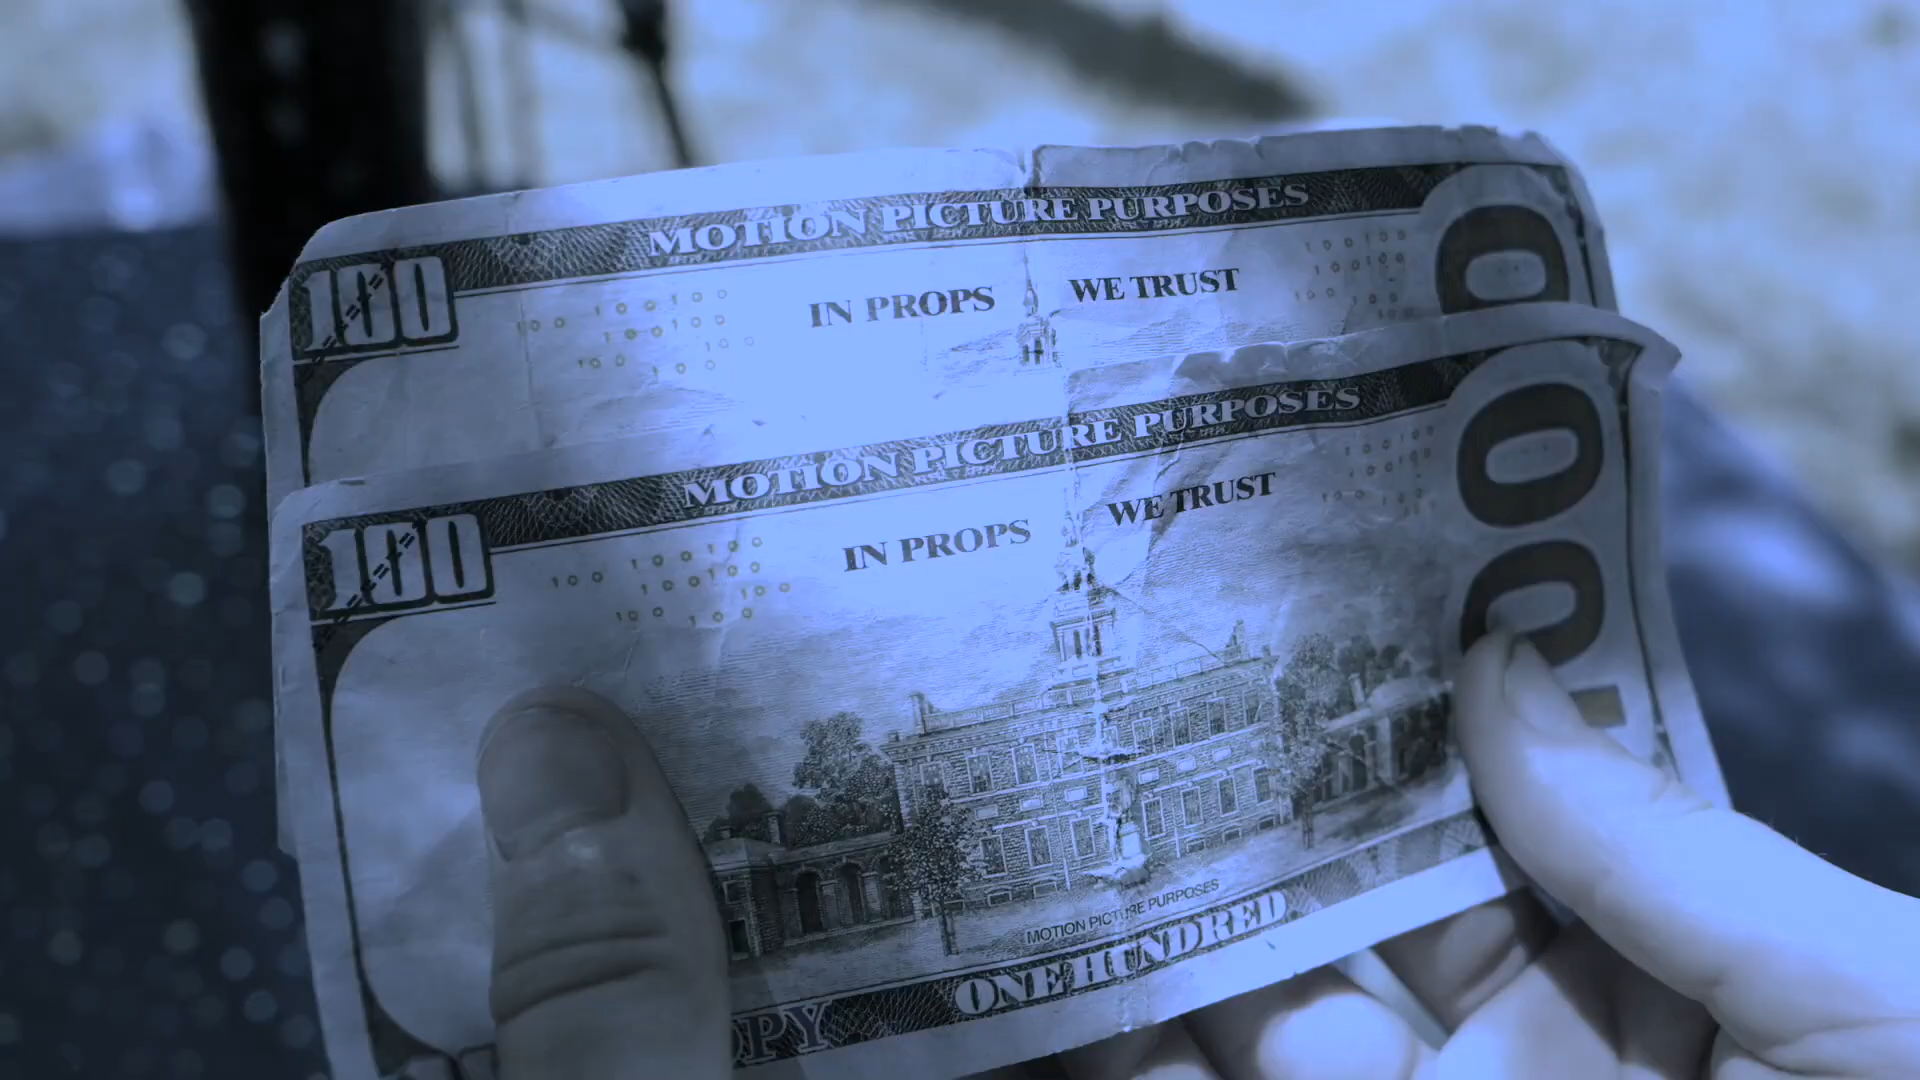 MOTION PICTURE PURPOSES
100
IN PROPS WE TRUST
MOTION PICTURE PURPOSES
100
IN PROPS WE TRUST
MOTION PICTURE PURPOSES
ONE HUNDRED